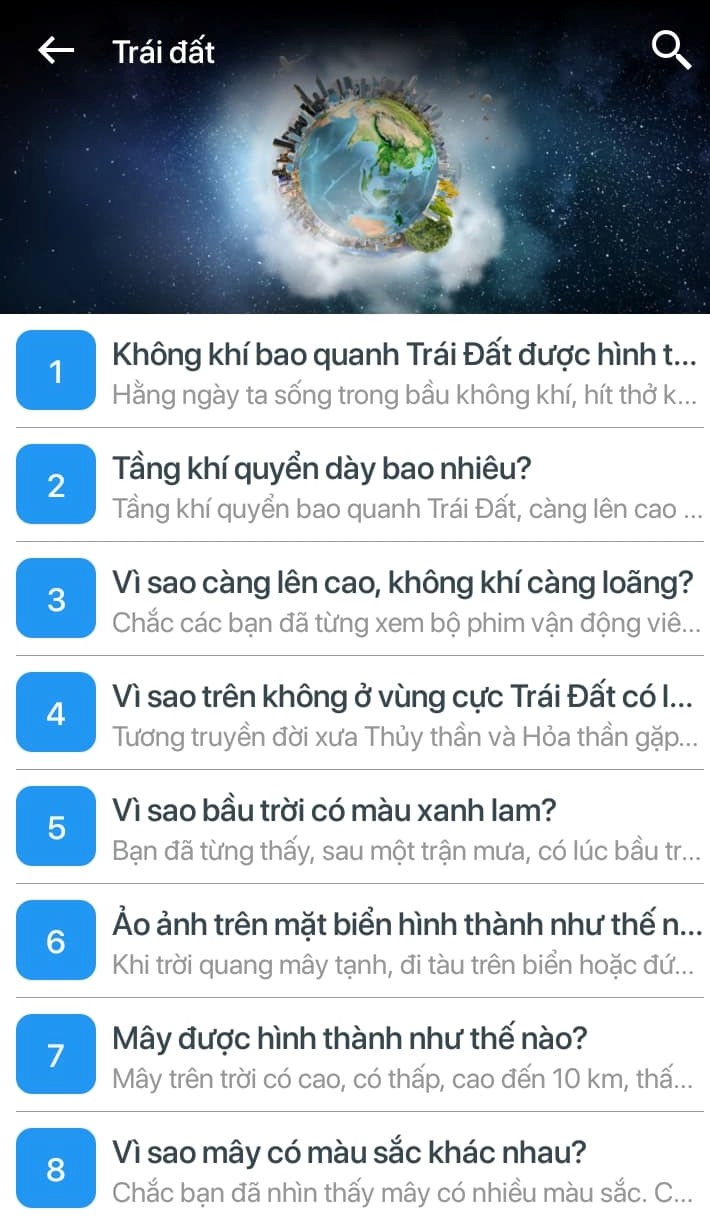 Trái đất
1
Không khí bao quanh Trái Đất được hình t...
Hằng ngày ta sống trong bầu không khí, hít thở k...
2
Tầng khí quyển dày bao nhiêu?
Tầng khí quyển bao quanh Trái Đất, càng lên cao ...
3
Vì sao càng lên cao, không khí càng loãng?
Chắc các bạn đã từng xem bộ phim vận động viê...
4
Vì sao trên không ở vùng cực Trái Đất có l...
Tương truyền đời xưa Thủy thần và Hỏa thần gặp...
5
Vì sao bầu trời có màu xanh lam?
Bạn đã từng thấy, sau một trận mưa, có lúc bầu tr...
6
Ảo ảnh trên mặt biển hình thành như thế n...
Khi trời quang mây tạnh, đi tàu trên biển hoặc đứ...
7
Mây được hình thành như thế nào?
Mây trên trời có cao, có thấp, cao đến 10 km, thấ...
8
Vì sao mây có màu sắc khác nhau?
Chắc bạn đã nhìn thấy mây có nhiều màu sắc. C...